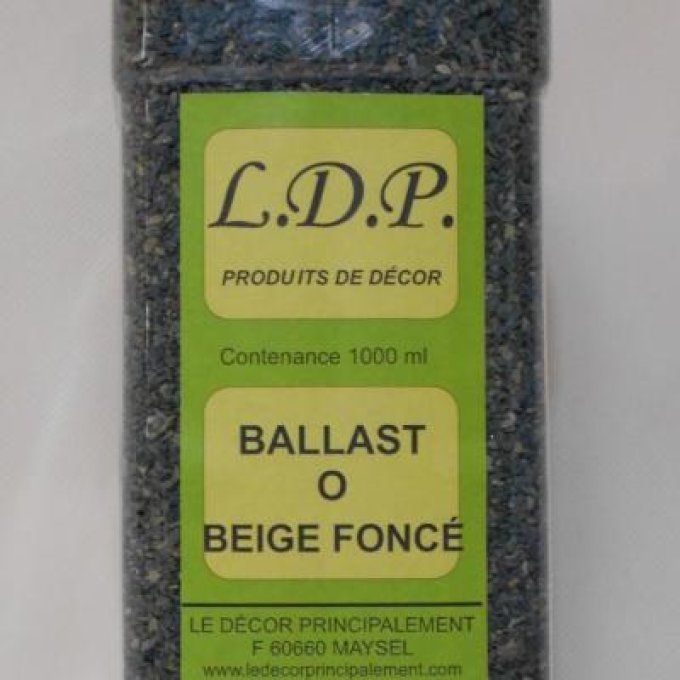 L.D.P.
PRODUITS DE DÉCOR
Contenance 1000 ml
BALLAST
O
BEIGE FONCÉ
LE DÉCOR PRINCIPALEMENT
F 60660 MAYSEL
www.ledecorprincipalement.com